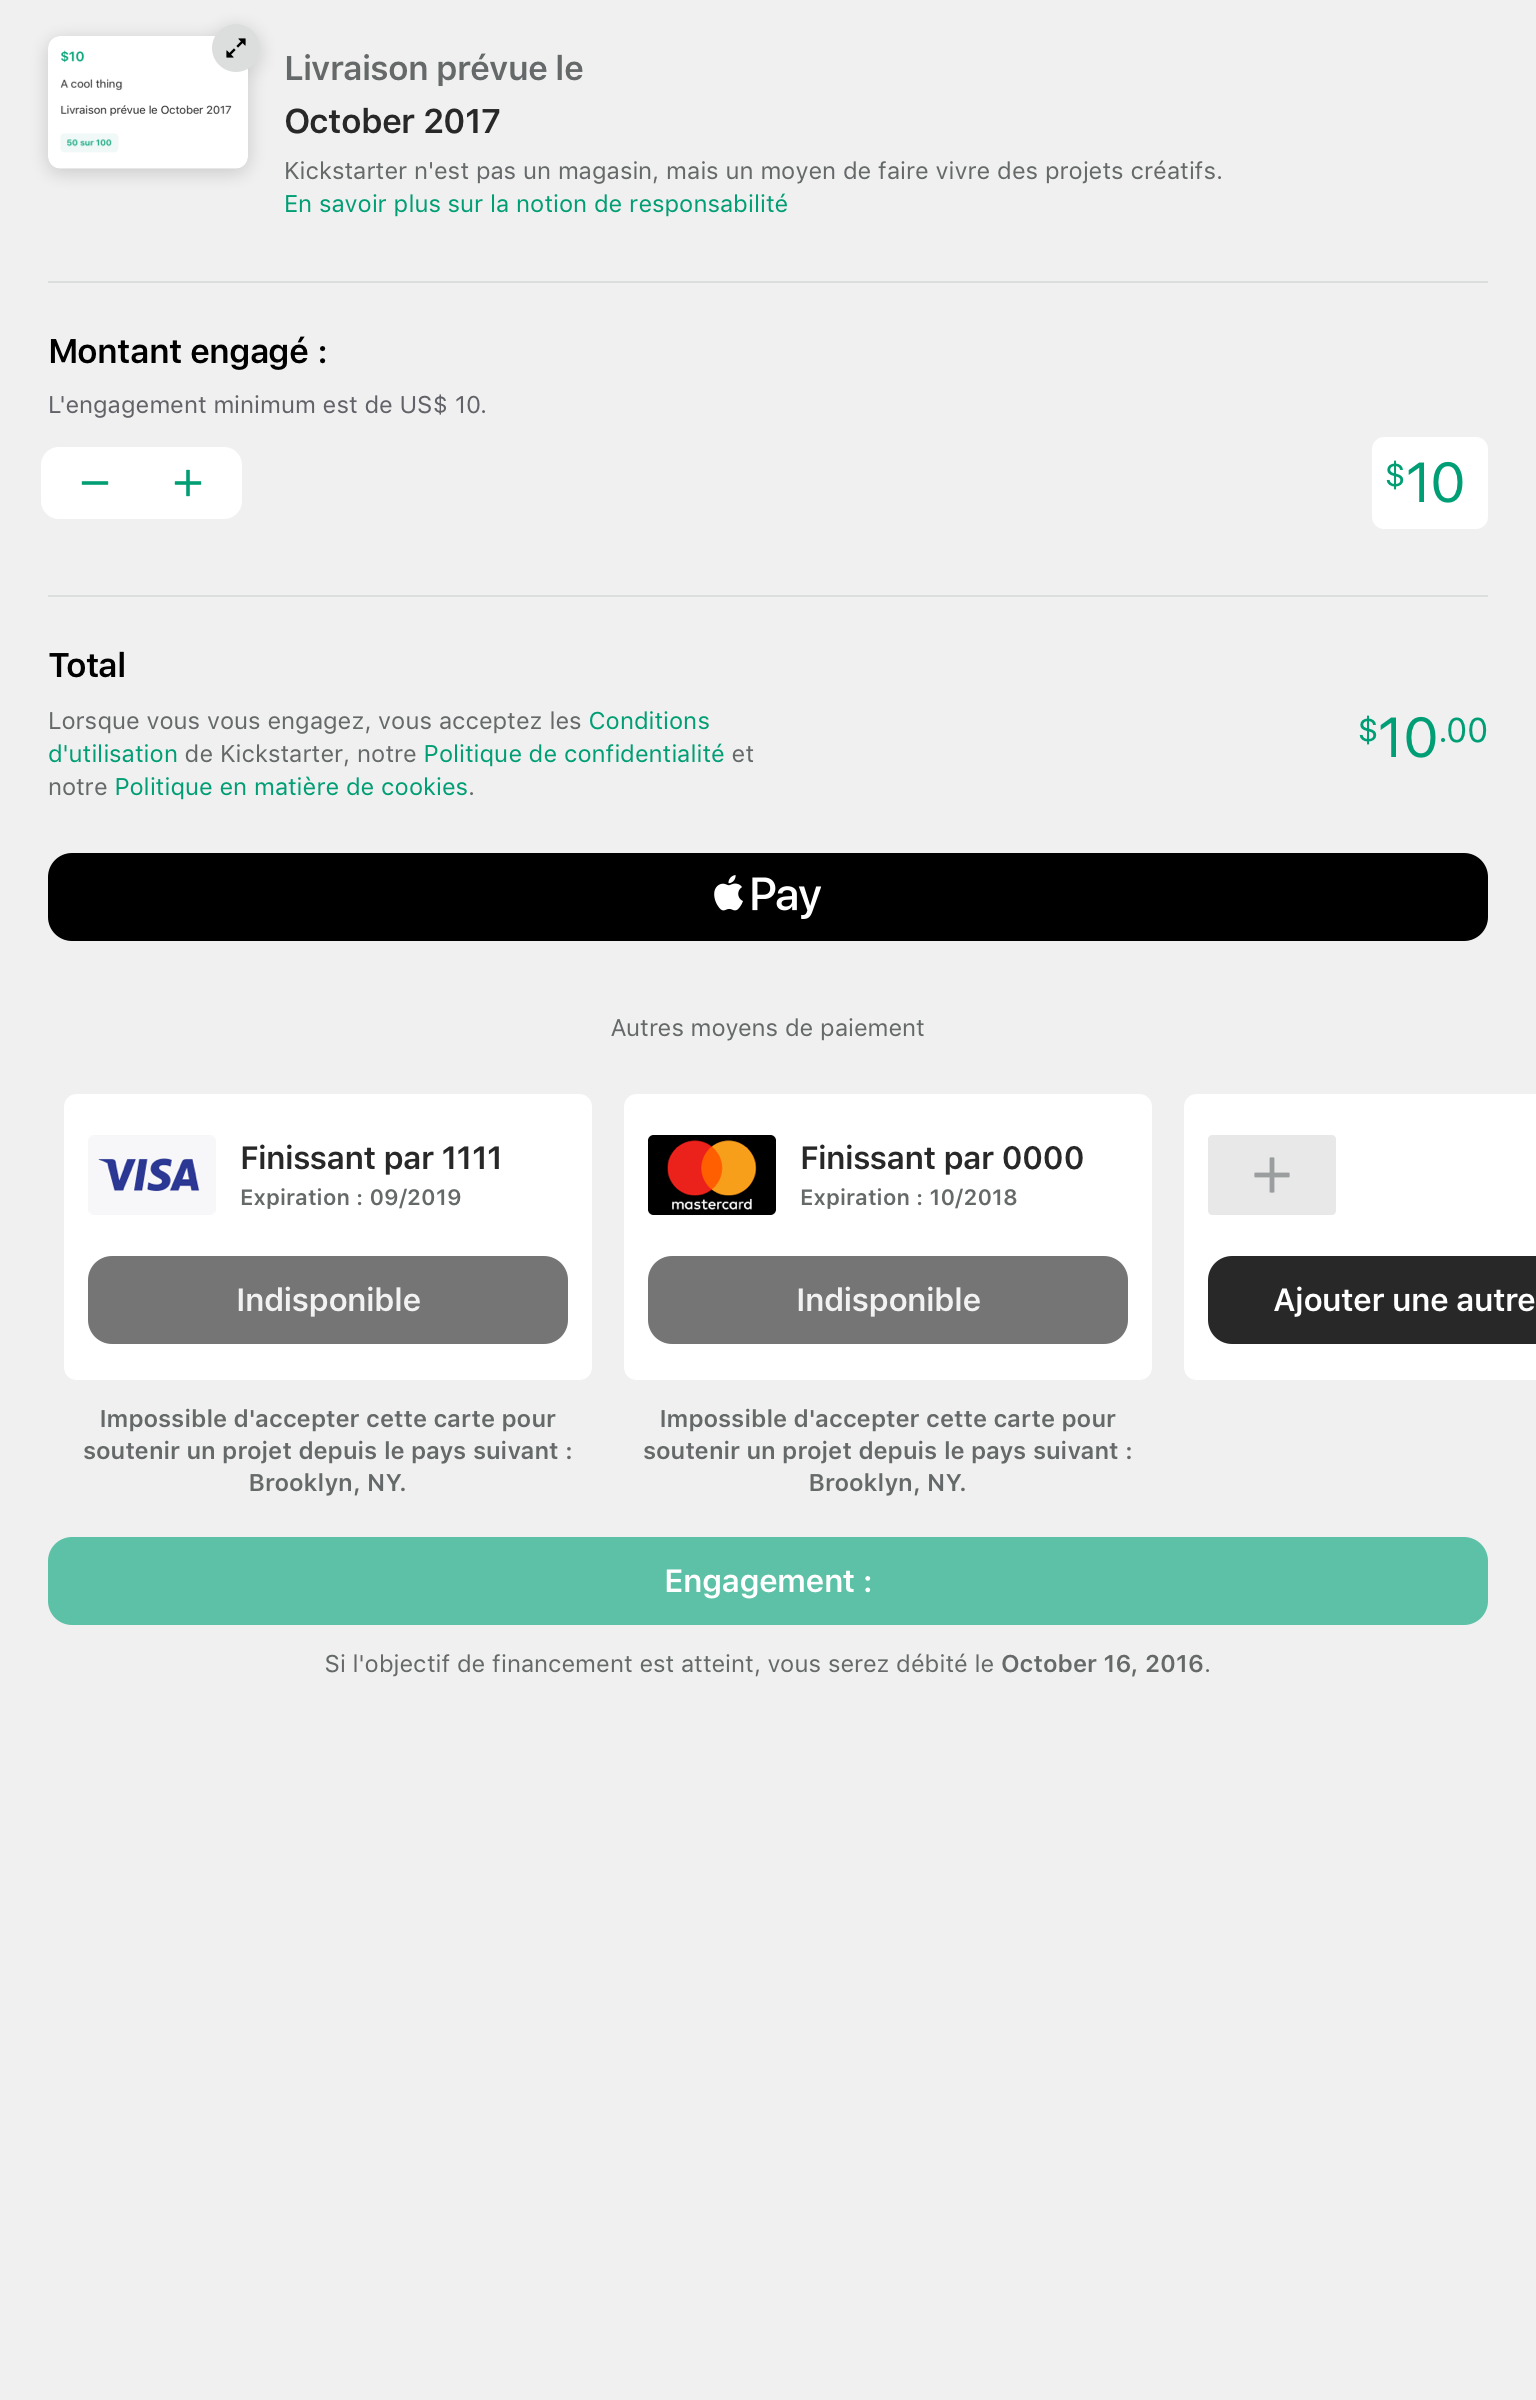 $10
A cool thing
Livraison prévue le October 2017
50 sur 100
Livraison prévue le
October 2017
Kickstarter n'est pas un magasin, mais un moyen de faire vivre des projets créatifs.
En savoir plus sur la notion de responsabilité
Montant engagé :
L'engagement minimum est de US$ 10.
$10
Total
Lorsque vous vous engagez, vous acceptez les Conditions
d'utilisation de Kickstarter, notre Politique de confidentialité et
notre Politique en matière de cookies.
$10.00
Pay
Autres moyens de paiement
VISA
Finissant par 1111
Expiration : 09/2019
Indisponible
Impossible d'accepter cette carte pour
soutenir un projet depuis le pays suivant :
Brooklyn, NY.
mastercard
Finissant par 0000
Expiration : 10/2018
Indisponible
Impossible d'accepter cette carte pour
soutenir un projet depuis le pays suivant :
Brooklyn, NY.
Ajouter une autre
Engagement :
Si l'objectif de financement est atteint, vous serez débité le October 16, 2016.